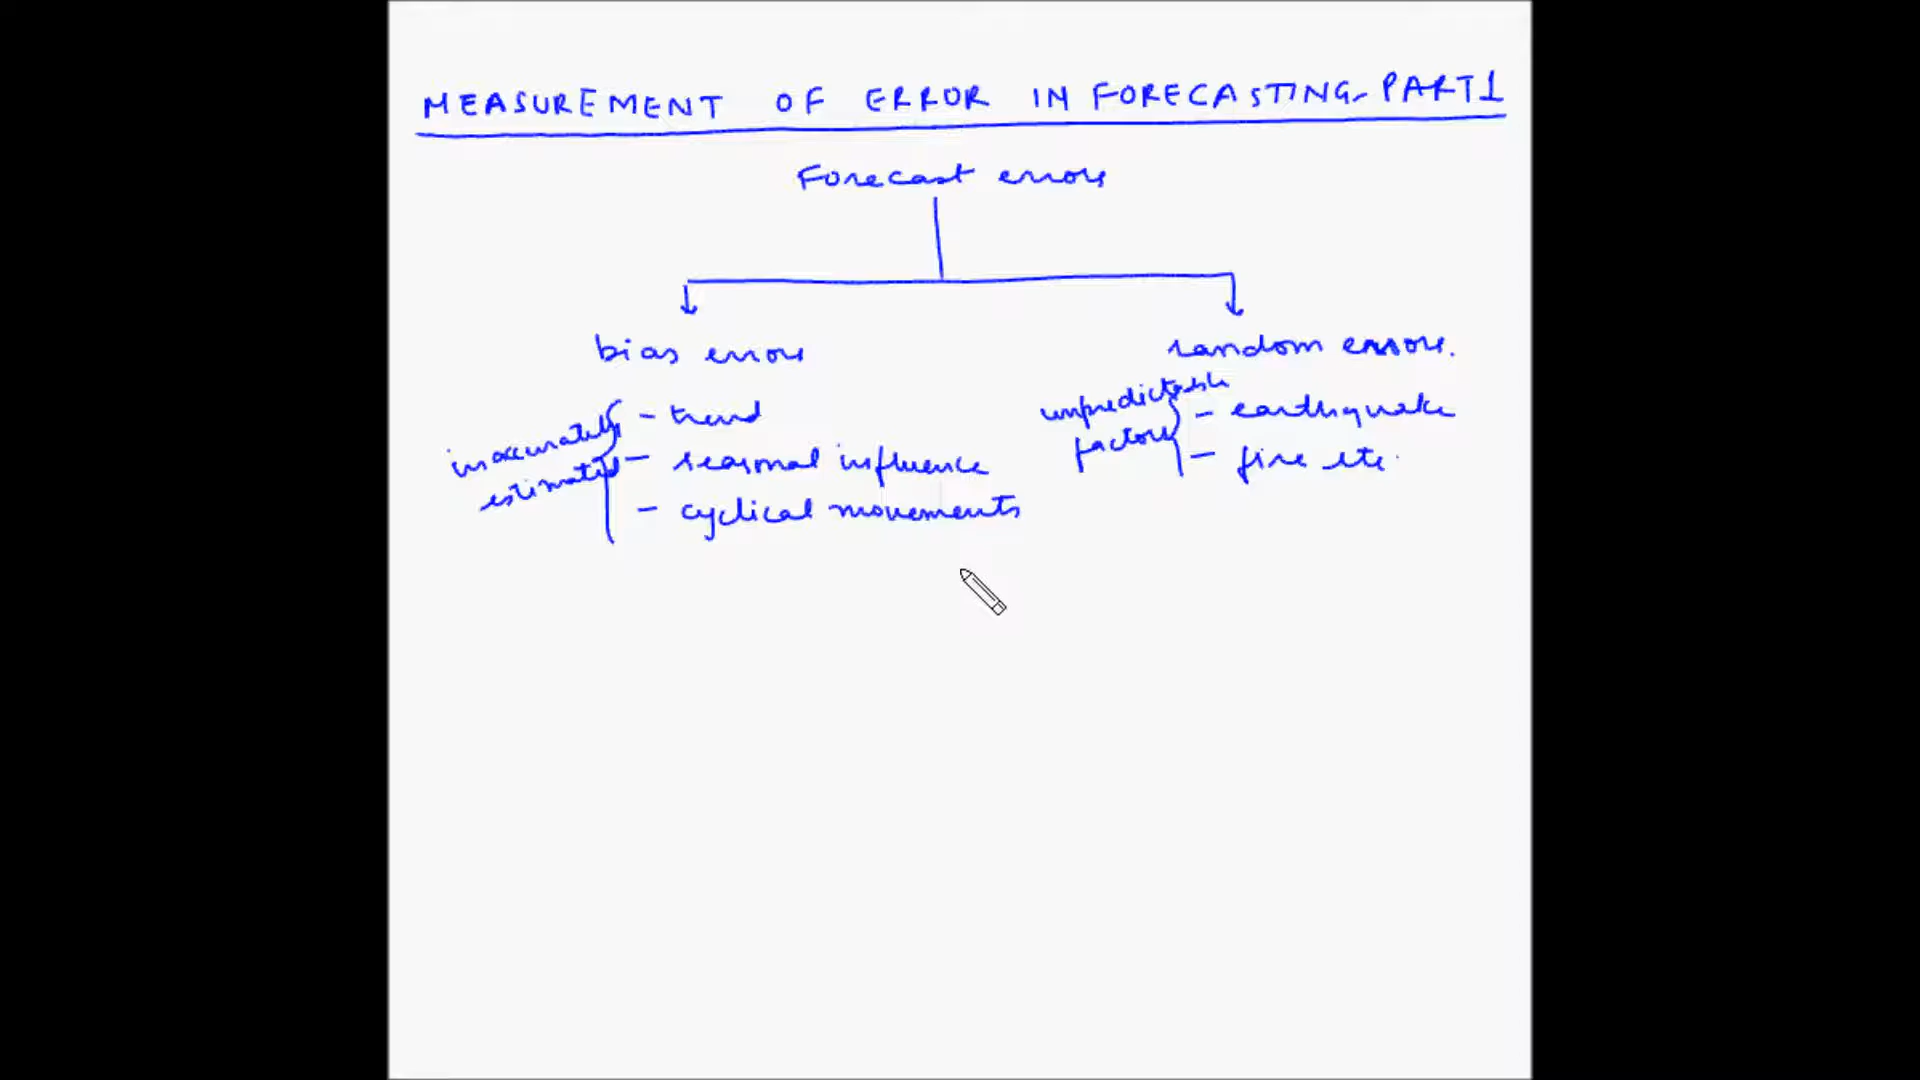 MEASUREMENT OF ERROR IN FORECASTING- PART1
Forecast errors
bias errors
random errors.
inaccurately
estimated
- trend
- seasonal influence
- cyclical movements
unpredictable
factors
- earthquake
- fire etc.